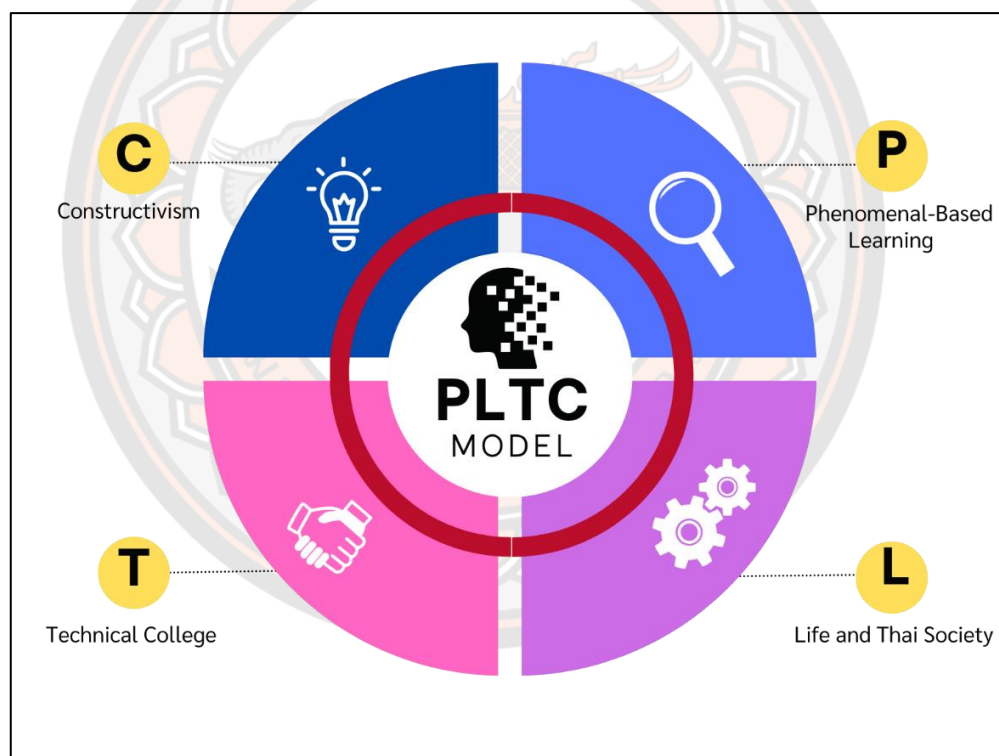 C
Constructivism
P
Phenomenal-Based
Learning
PLTC
MODEL
T
Technical College
L
Life and Thai Society